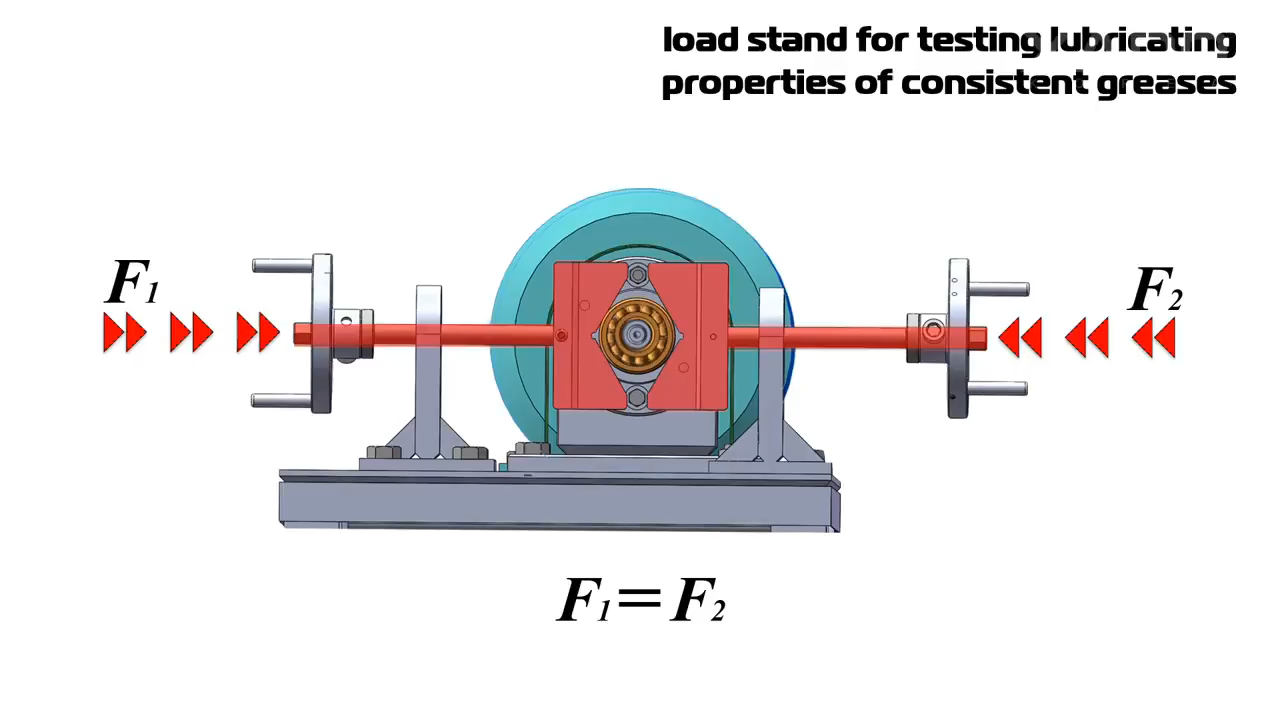 load stand for testing lubricating
properties of consistent greases
F1
F2
F1=F2